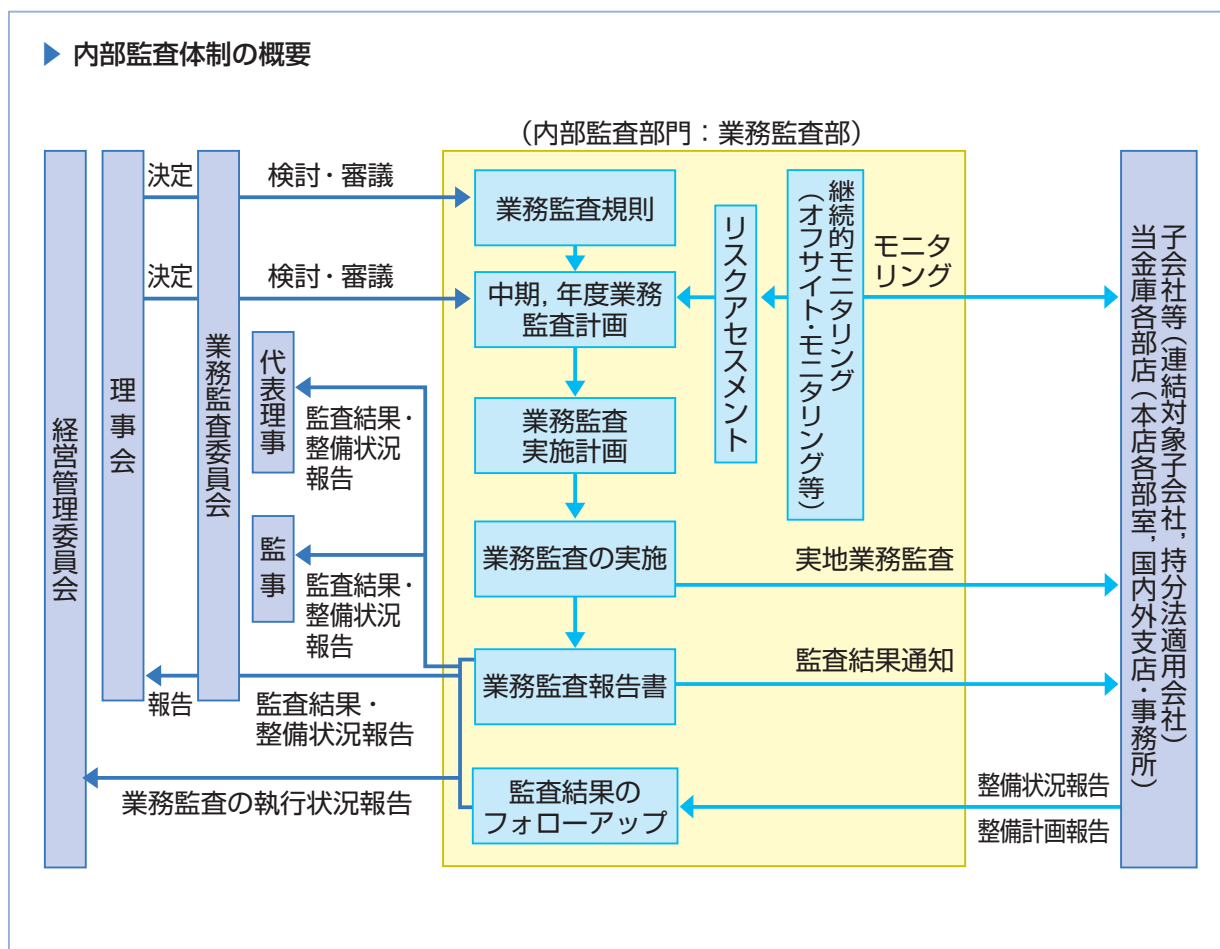 ▶ 内部監査体制の概要
(内部監査部門:業務監査部)
経営管理委員会
理事会
業務監査委員会
決定
検討・審議
決定
検討・審議
代表理事
監査結果・
整備状況
報告
監事
監査結果・
整備状況
報告
報告
監査結果・
整備状況報告
業務監査の執行状況報告
業務監査規則
中期,年度業務
監査計画
業務監査
実施計画
業務監査の実施
業務監査報告書
監査結果の
フォローアップ
リスクアセスメント
継続的モニタリング
(オフサイト・モニタリング等)
モニタ
リング
実地業務監査
監査結果通知
整備状況報告
整備計画報告
子会社等(連結対象子会社,持分法適用会社)
当金庫各部店(本店各部室,国内外支店・事務所)